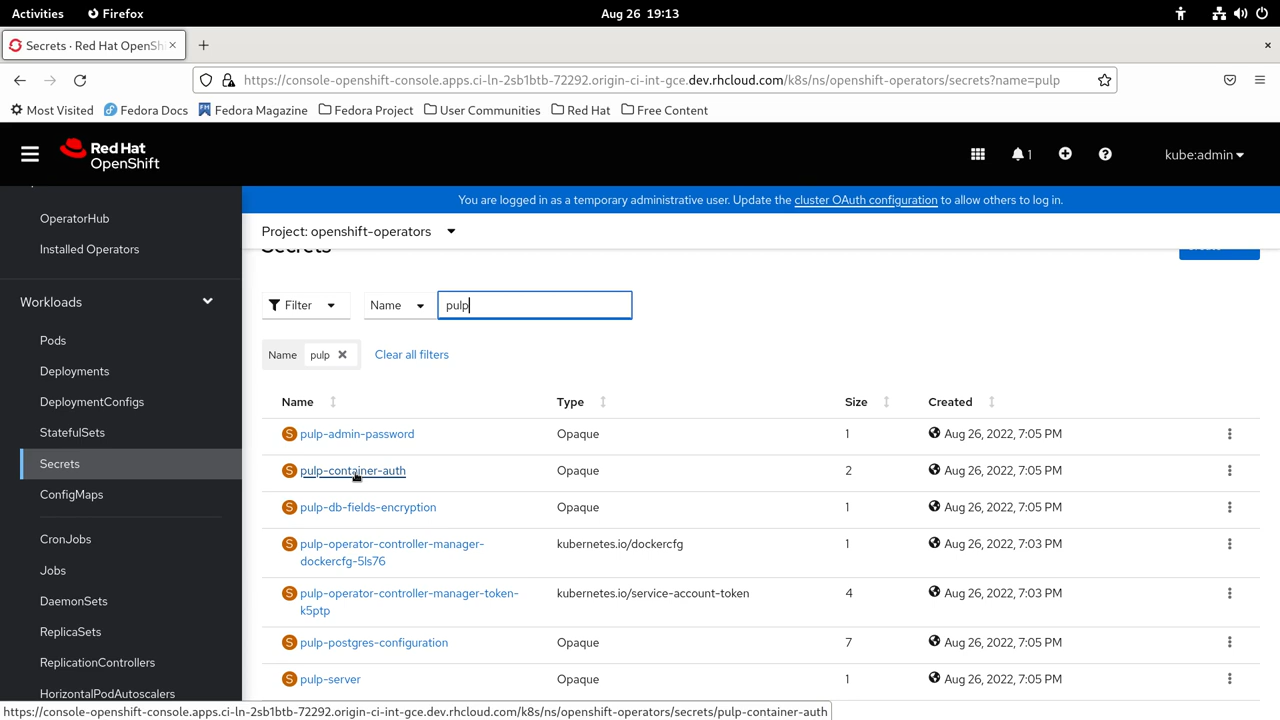 Activities
Firefox
Aug 26 19:13
Secrets · Red Hat OpenShi
https://console-openshift-console.apps.ci-ln-2sb1btb-72292.origin-ci-int-gce.dev.rhcloud.com/k8s/ns/openshift-operators/secrets?name=pulp
Most Visited
Fedora Docs
Fedora Magazine
Fedora Project
User Communities
Red Hat
Free Content
Red Hat
OpenShift
1
kube:admin
You are logged in as a temporary administrative user. Update the cluster OAuth configuration to allow others to log in.
OperatorHub
Installed Operators
Workloads
Pods
Deployments
DeploymentConfigs
StatefulSets
Secrets
ConfigMaps
CronJobs
Jobs
DaemonSets
ReplicaSets
ReplicationControllers
HorizontalPodAutoscalers
Project: openshift-operators
Secrets
Filter
Name
pulp
Name pulp
Clear all filters
Name Type Size Created
S pulp-admin-password Opaque 1 Aug 26, 2022, 7:05 PM
S pulp-container-auth Opaque 2 Aug 26, 2022, 7:05 PM
S pulp-db-fields-encryption Opaque 1 Aug 26, 2022, 7:05 PM
S pulp-operator-controller-manager- kubernetes.io/dockercfg 1 Aug 26, 2022, 7:03 PM
dockercfg-5ls76
S pulp-operator-controller-manager-token- kubernetes.io/service-account-token 4 Aug 26, 2022, 7:03 PM
k5ptp
S pulp-postgres-configuration Opaque 7 Aug 26, 2022, 7:05 PM
S pulp-server Opaque 1 Aug 26, 2022, 7:05 PM
https://console-openshift-console.apps.ci-ln-2sb1btb-72292.origin-ci-int-gce.dev.rhcloud.com/k8s/ns/openshift-operators/secrets/pulp-container-auth